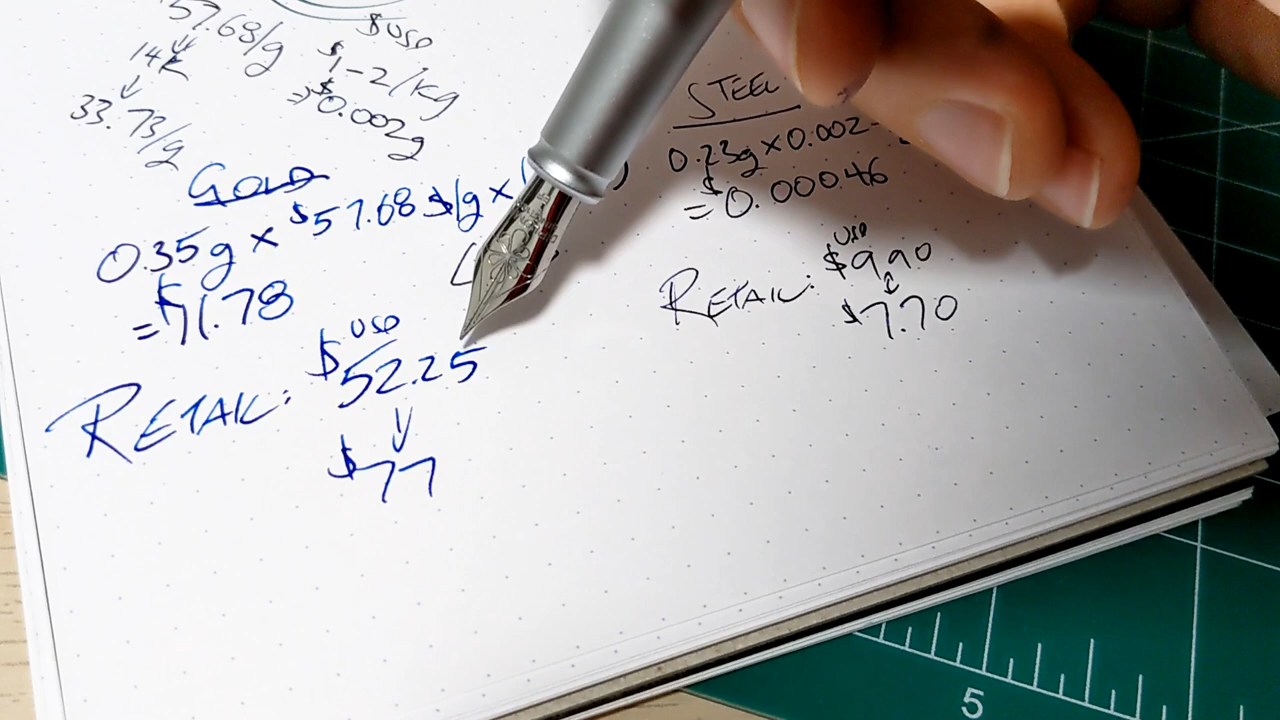 57.68/g
14K
33.73/g
$USD
$1-2/kg
=> $0.002g
GOLD
0.35g × $57.68 $/g ×
= $11.78
RETAIL: $USD 52.25
$77
STEEL
0.23g × 0.002
= $0.00046
RETAIL: USD $9.90
$7.70
5